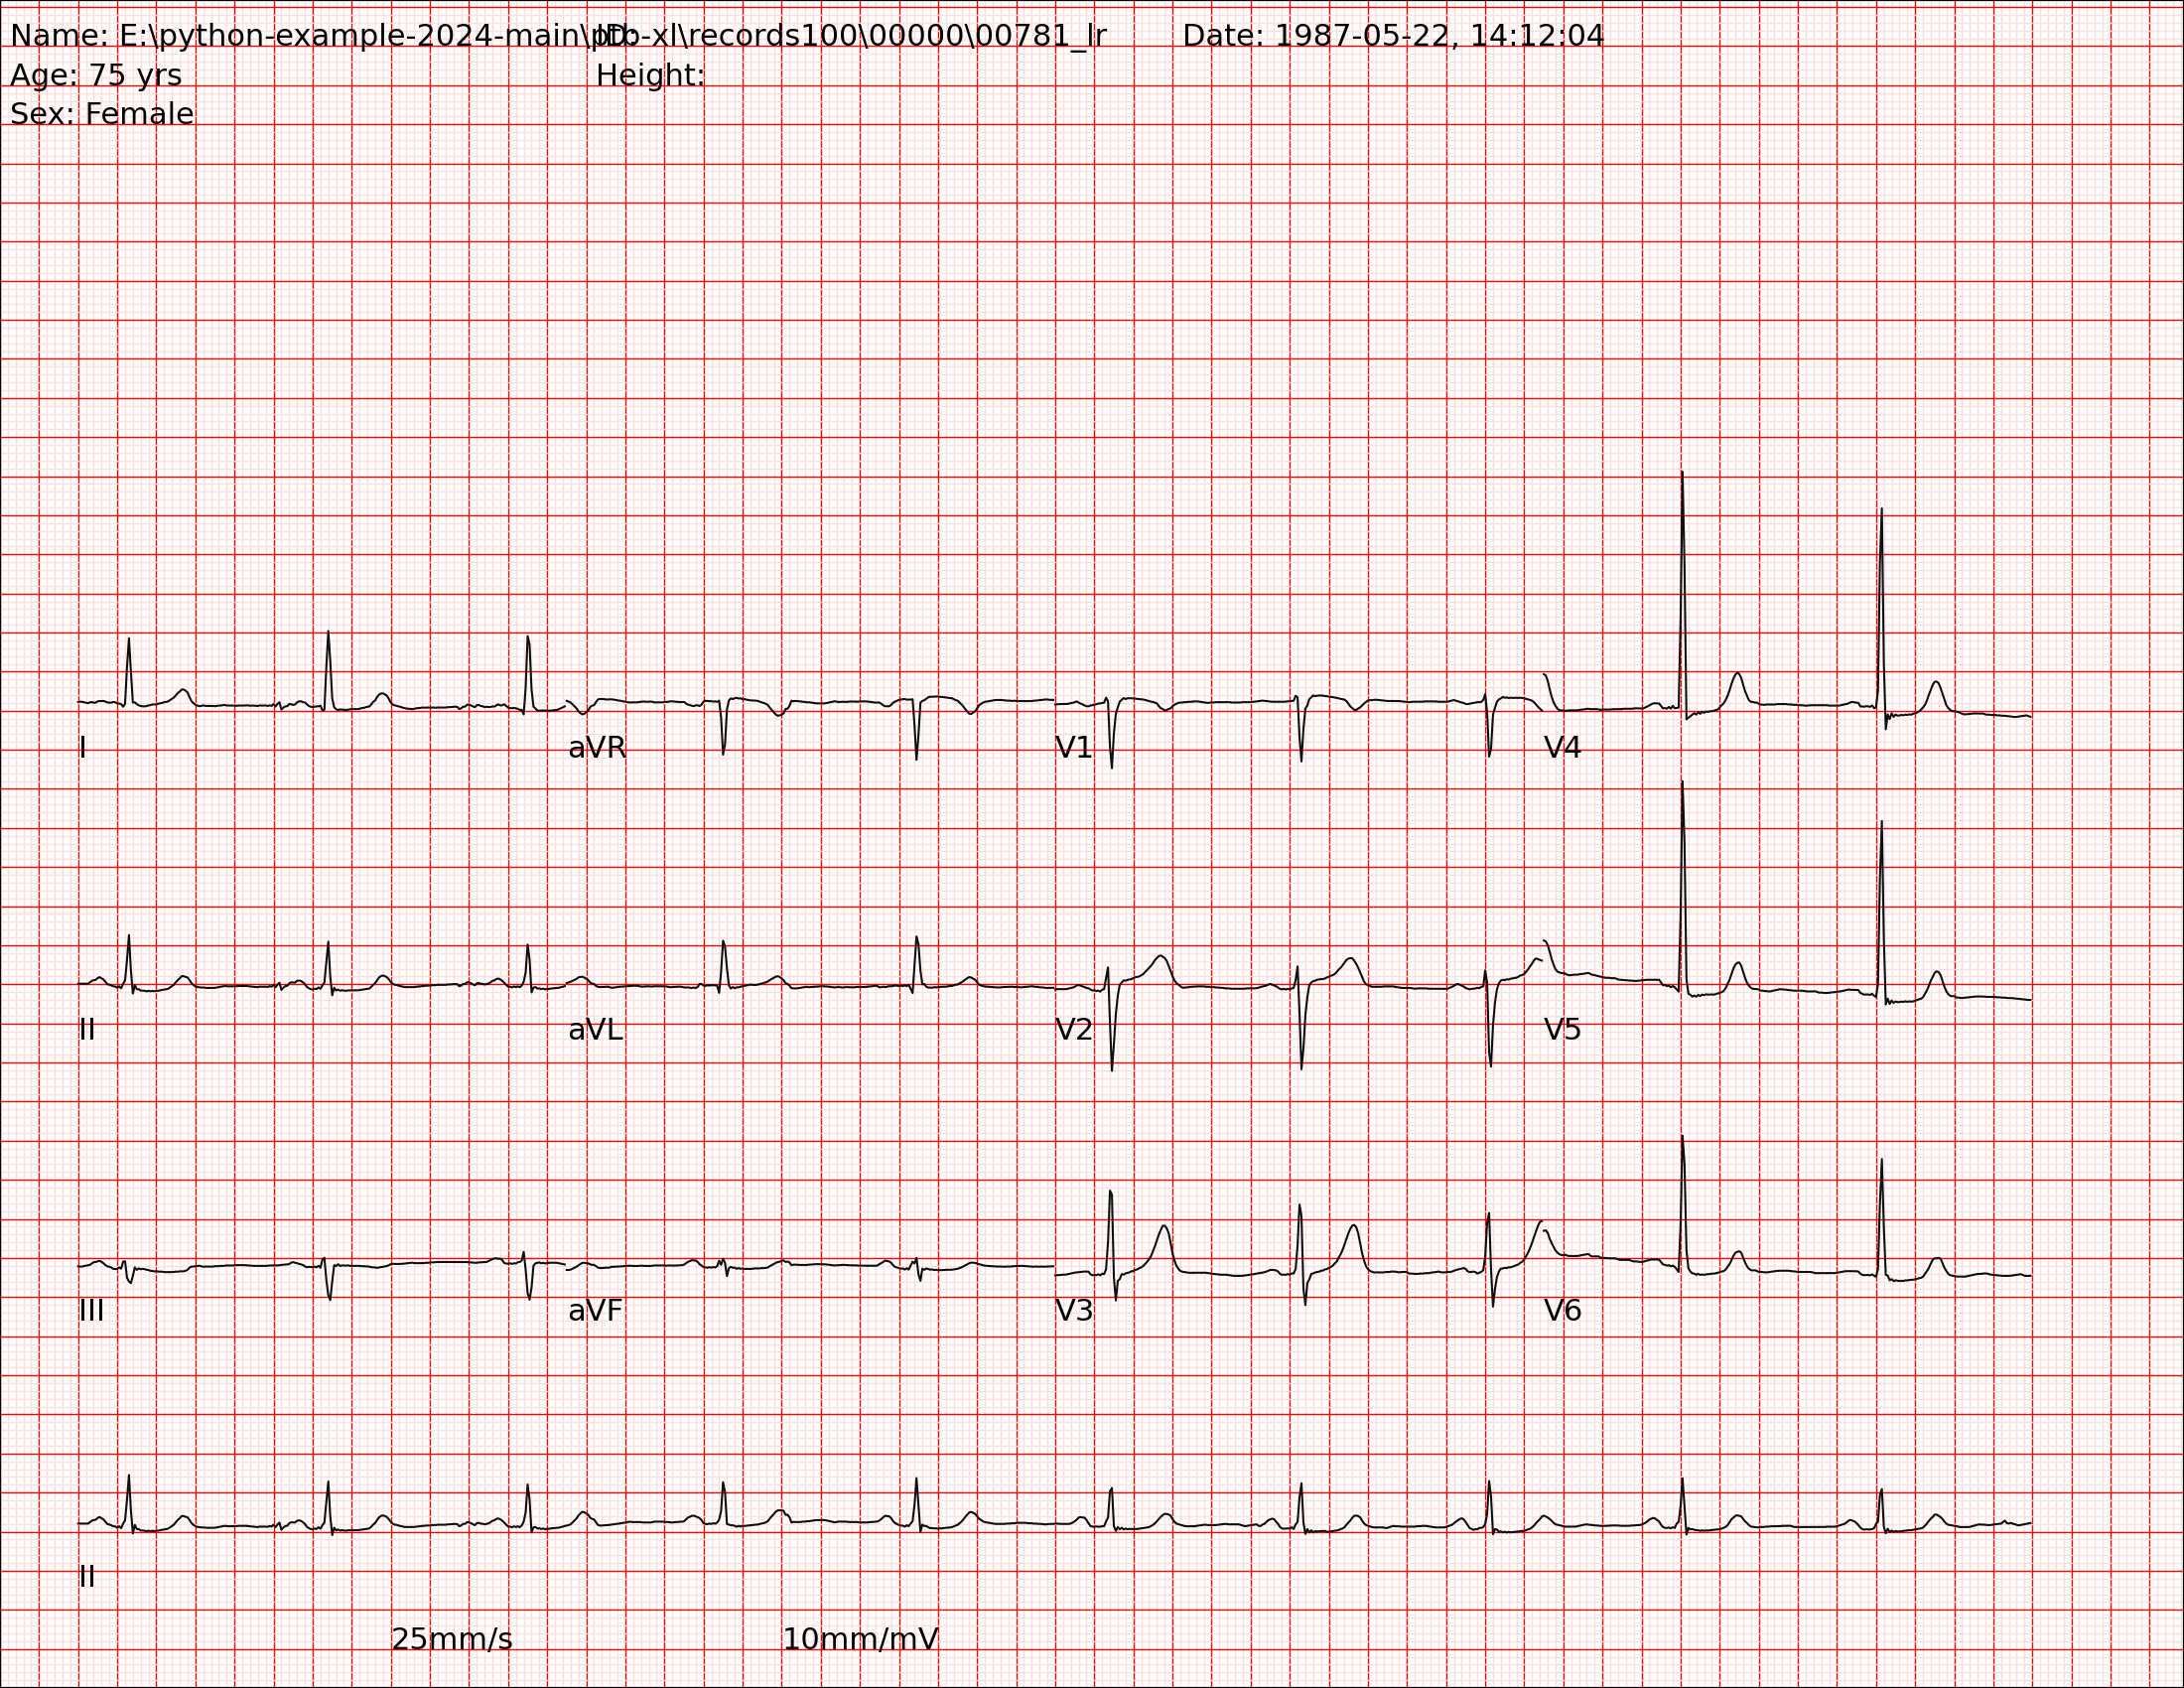 Name: E:\python-example-2024-main\ptb-xl\records100\00000\00781_lr ID: Date: 1987-05-22, 14:12:04
Age: 75 yrs Height:
Sex: Female
I aVR V1 V4
II aVL V2 V5
III aVF V3 V6
II
25mm/s 10mm/mV